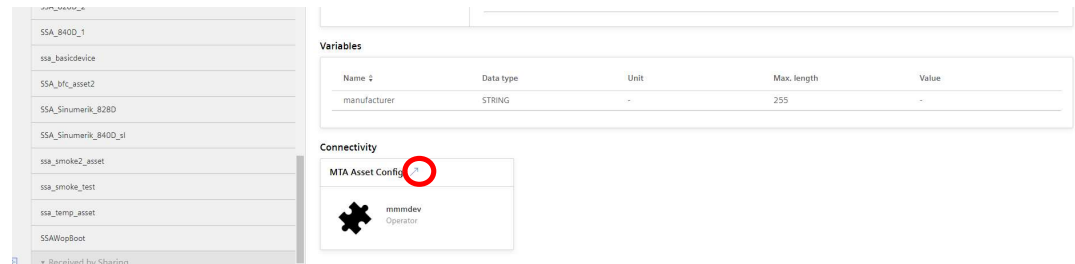 SSA_828D_2
SSA_840D_1
ssa_basicdevice
SSA_bfc_asset2
SSA_Sinumerik_828D
SSA_Sinumerik_840D_sl
ssa_smoke2_asset
ssa_smoke_test
ssa_temp_asset
SSAWopBoot
Received by Sharing
Variables
Name Data type Unit Max. length Value
manufacturer STRING - 255 -
Connectivity
MTA Asset Config
mmmdev
Operator